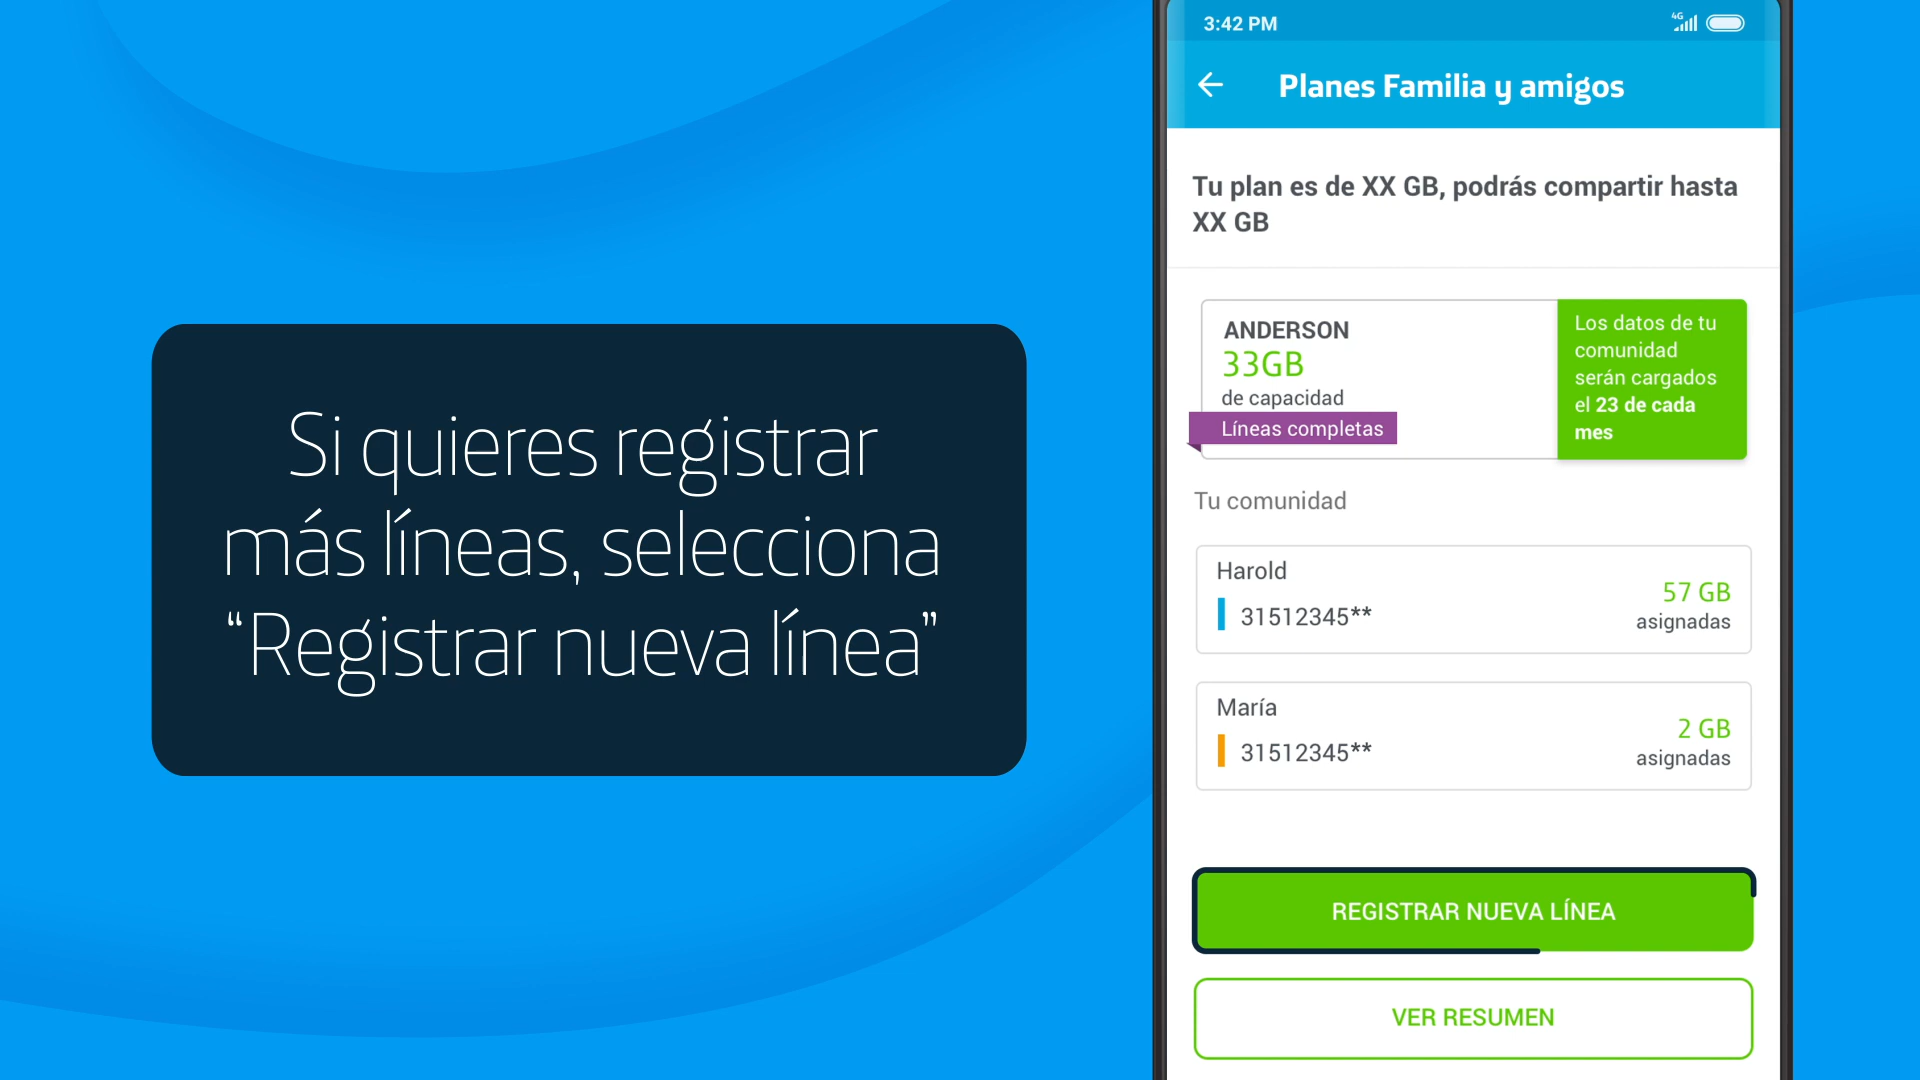 Si quieres registrar
más líneas, selecciona
“Registrar nueva línea”
3:42 PM
4G
Planes Familia y amigos
Tu plan es de XX GB, podrás compartir hasta
XX GB
ANDERSON
33GB
de capacidad
Líneas completas
Los datos de tu
comunidad
serán cargados
el 23 de cada
mes
Tu comunidad
Harold
31512345**
57 GB
asignadas
María
31512345**
2 GB
asignadas
REGISTRAR NUEVA LÍNEA
VER RESUMEN